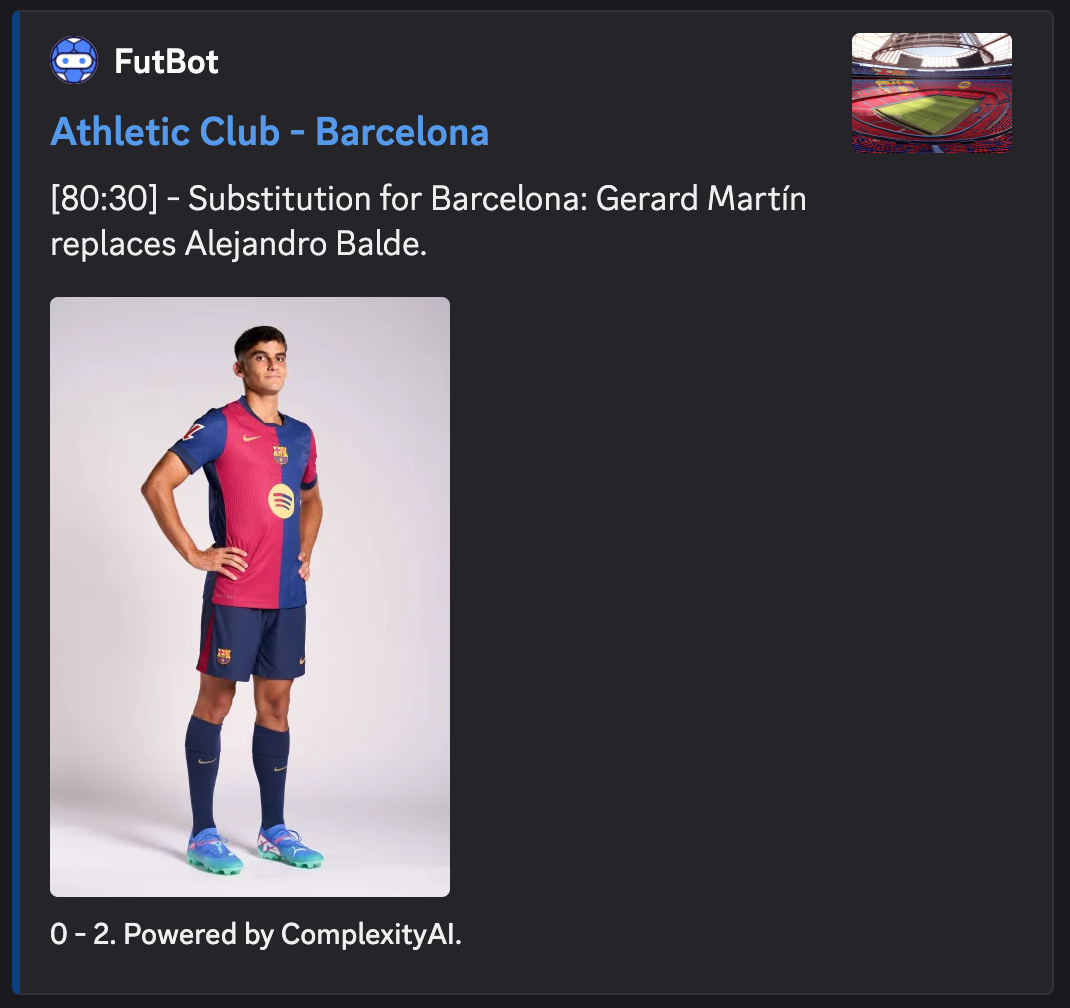 FutBot
Athletic Club - Barcelona
[80:30] - Substitution for Barcelona: Gerard Martín
replaces Alejandro Balde.
0 - 2. Powered by ComplexityAI.